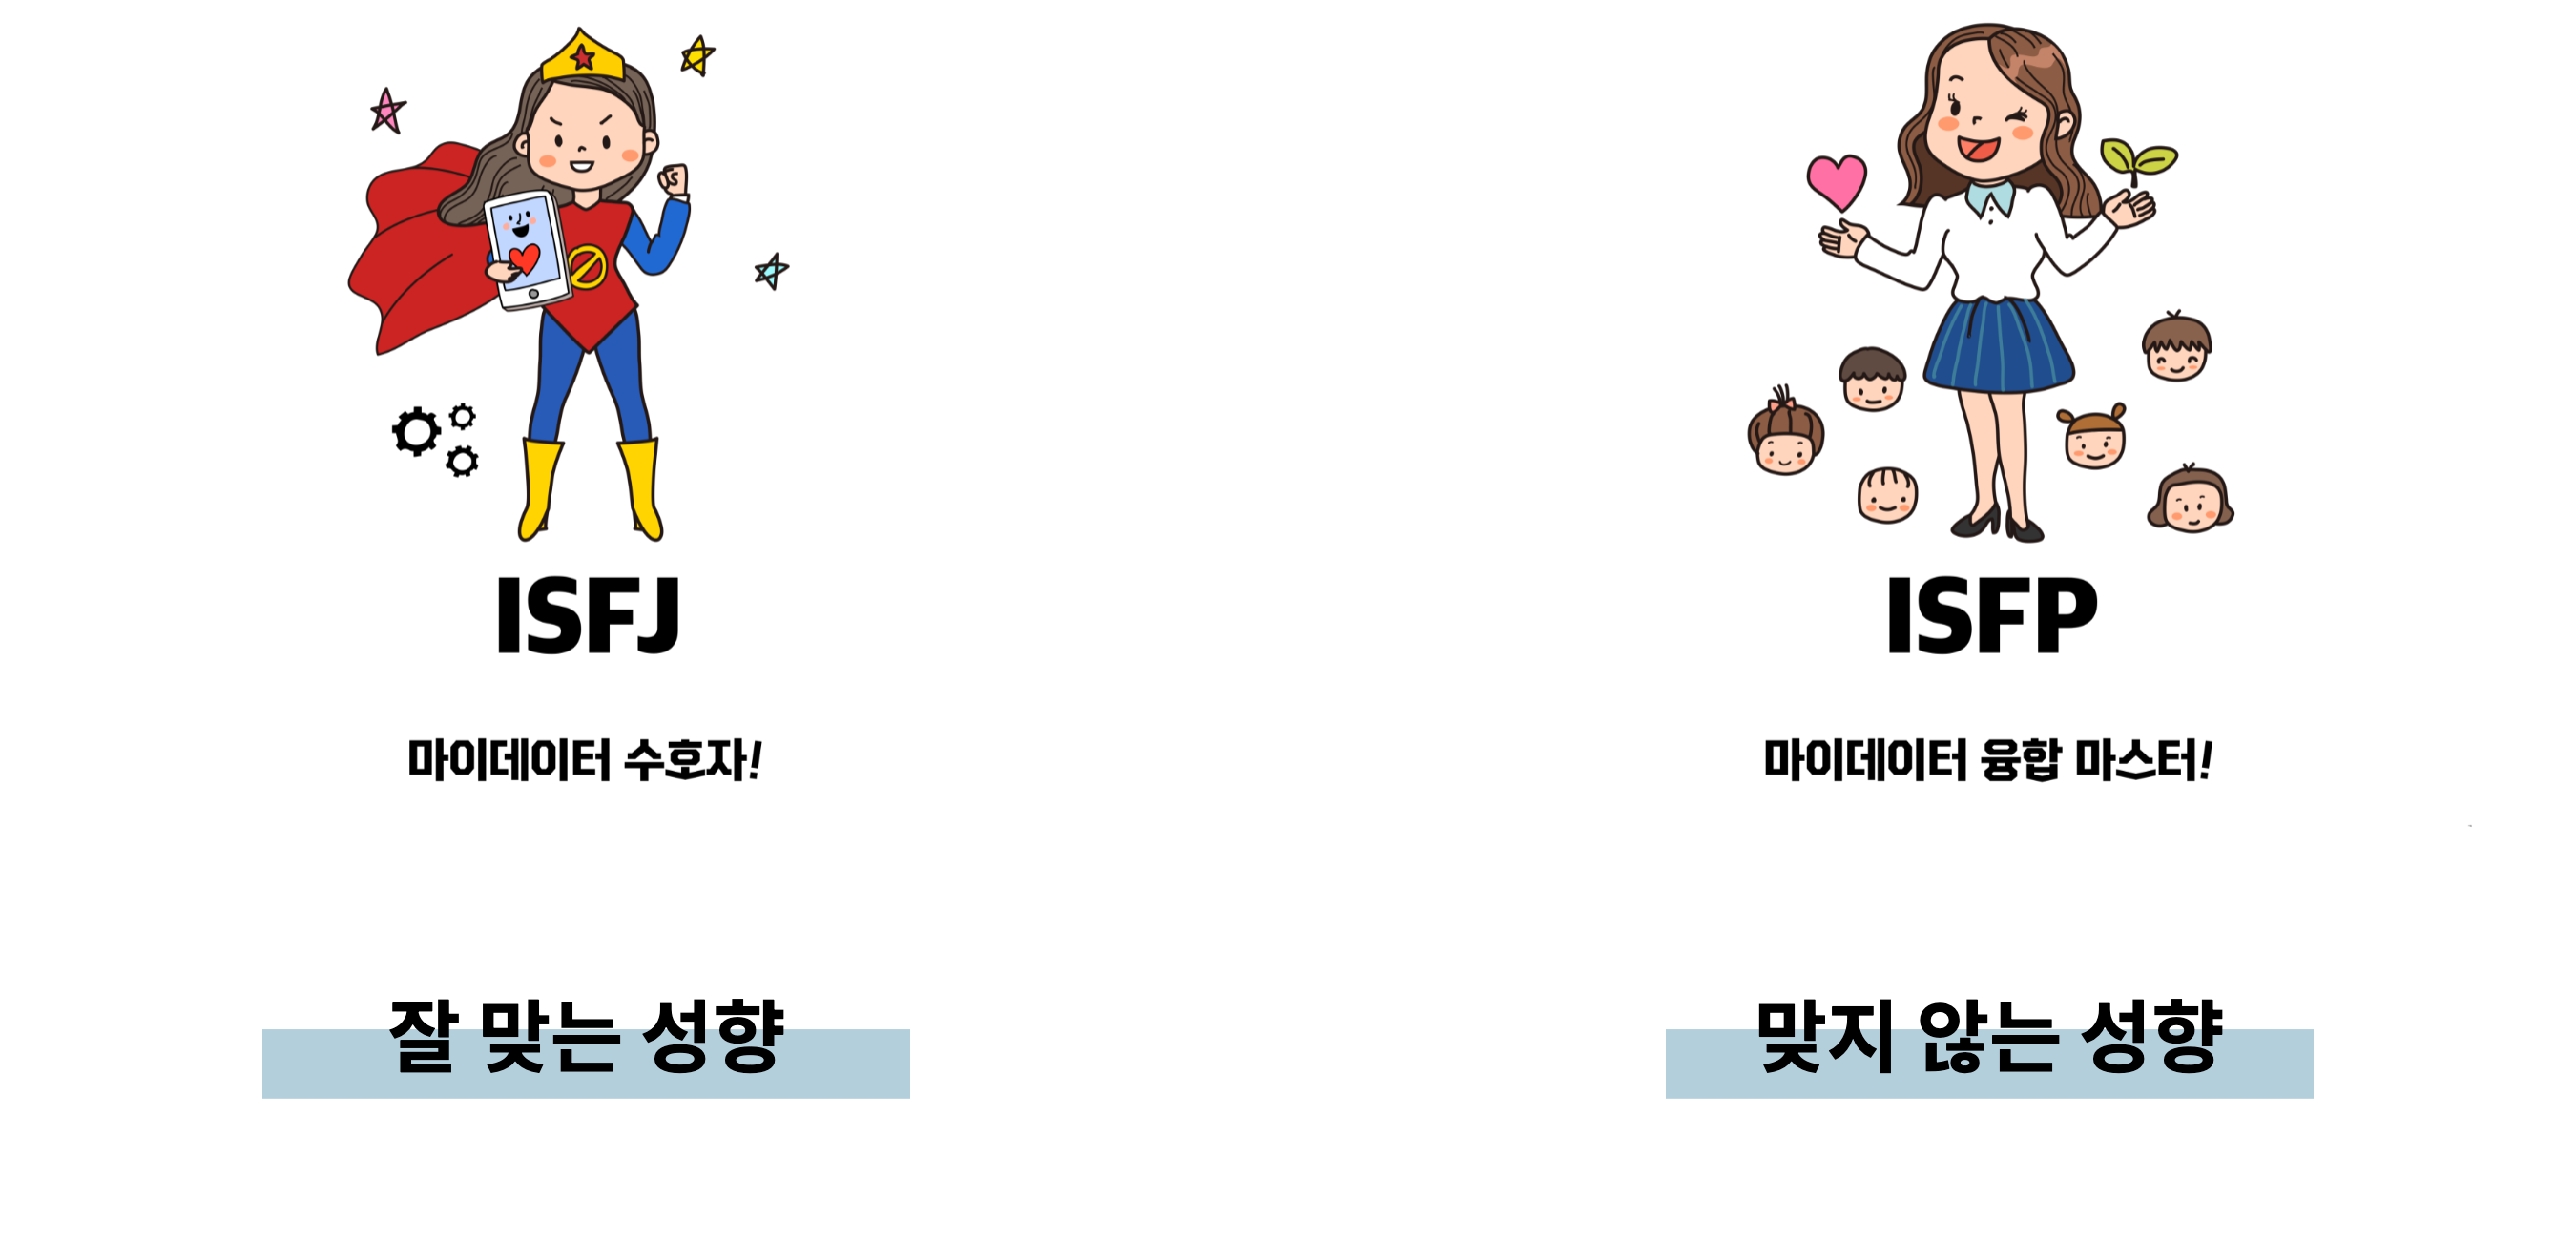 ISFJ
마이데이터 수호자!
잘 맞는 성향
ISFP
마이데이터 융합 마스터!
맞지 않는 성향